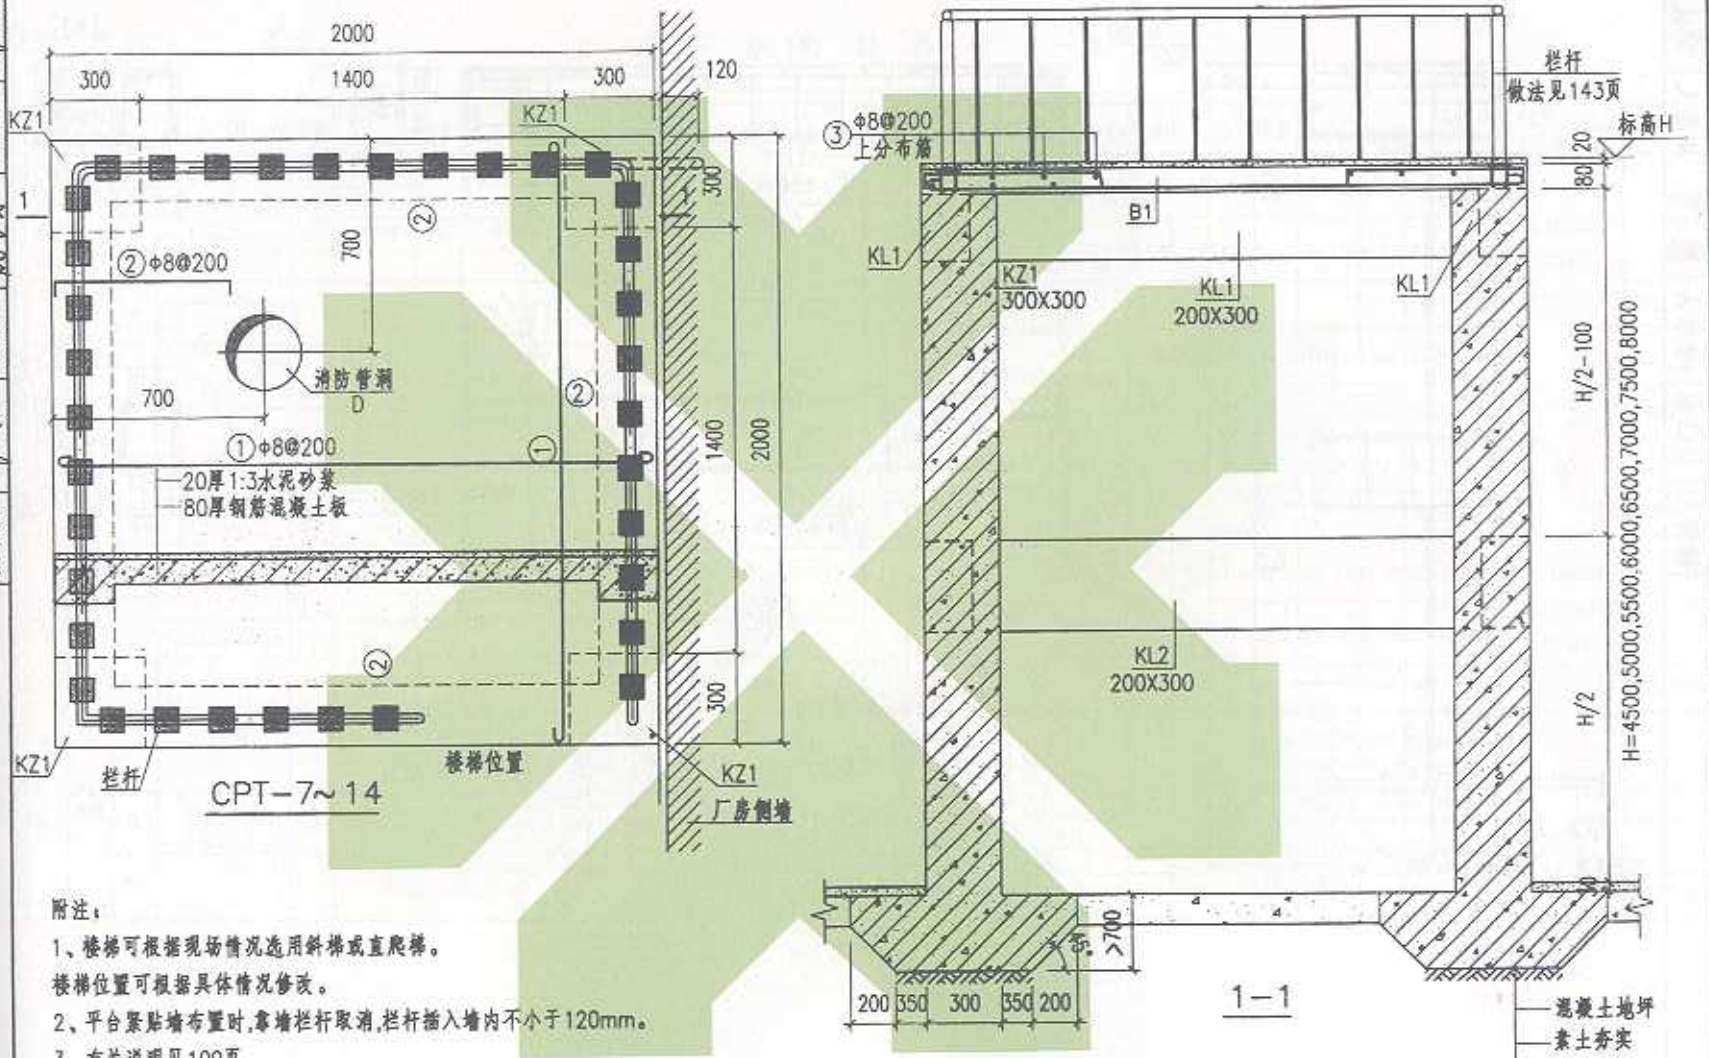 2000
300
1400
300
120
KZ1
KZ1
300
1
②
700
②Φ8@200
消防管洞
D
700
②
①
1400
2000
①Φ8@200
20厚1:3水泥砂浆
80厚钢筋混凝土板
②
300
KZ1
栏杆
楼梯位置
KZ1
CPT-7~14
厂房侧墙
栏杆
做法见143页
③Φ8@200
上分布筋
标高H
20
80
B1
KL1
KZ1
300X300
KL1
200X300
KL1
H/2-100
H=4500,5000,5500,6000,6500,7000,7500,8000
KL2
200X300
H/2
45°
>700
200
350
300
350
200
1-1
混凝土地坪
素土夯实
附注:
1、楼梯可根据现场情况选用斜梯或直爬梯。
楼梯位置可根据具体情况修改。
2、平台紧贴墙布置时,靠墙栏杆取消,栏杆插入墙内不小于120mm。